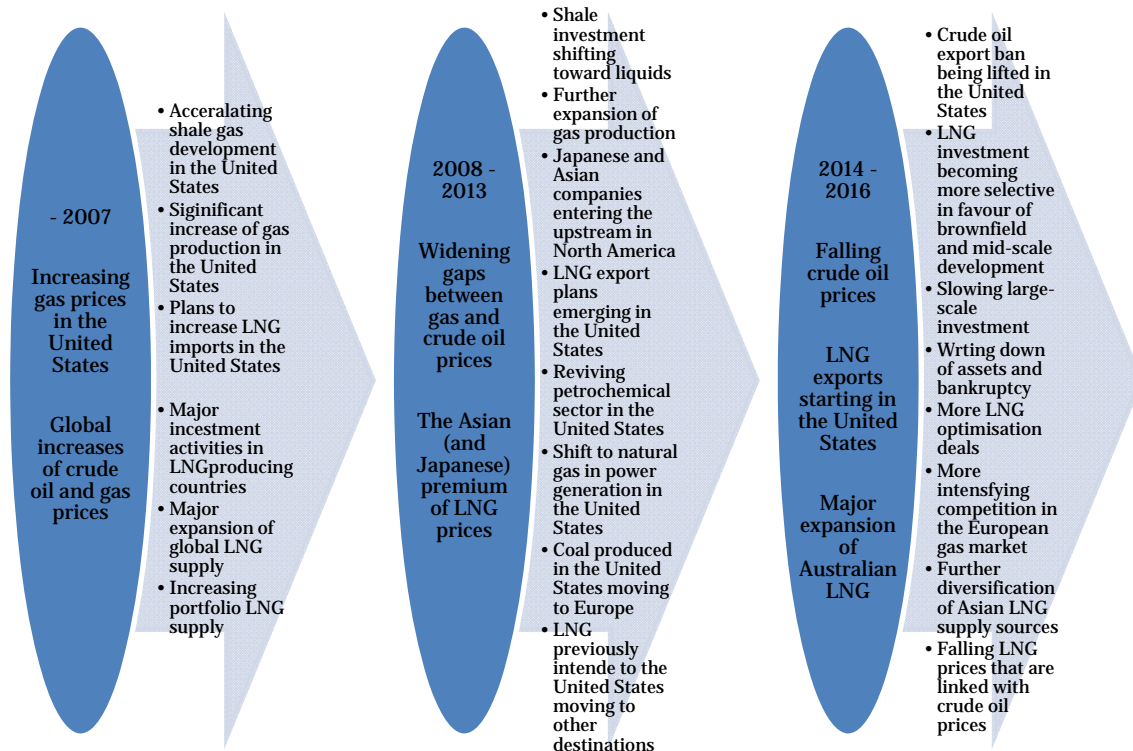 - 2007
Increasing
gas prices
in the
United
States
Global
increases
of crude
oil and gas
prices
• Acceralating
shale gas
development
in the United
States
• Siginificant
increase of gas
production in
the United
States
• Plans to
increase LNG
imports in the
United States
• Major
incestment
activities in
LNGproducing
countries
• Major
expansion of
global LNG
supply
• Increasing
portfolio LNG
supply
2008 -
2013
Widening
gaps
between
gas and
crude oil
prices
The Asian
(and
Japanese)
premium
of LNG
prices
• Shale
investment
shifting
toward liquids
• Further
expansion of
gas production
• Japanese and
Asian
companies
entering the
upstream in
North America
• LNG export
plans
emerging in
the United
States
• Reviving
petrochemical
sector in the
United States
• Shift to natural
gas in power
generation in
the United
States
• Coal produced
in the United
States moving
to Europe
• LNG
previously
intende to the
United States
moving to
other
destinations
2014 -
2016
Falling
crude oil
prices
LNG
exports
starting in
the United
States
Major
expansion
of
Australian
LNG
• Crude oil
export ban
being lifted in
the United
States
• LNG
investment
becoming
more selective
in favour of
brownfield
and mid-scale
development
• Slowing large-
scale
investment
• Wrting down
of assets and
bankruptcy
• More LNG
optimisation
deals
• More
intensfying
competition in
the European
gas market
• Further
diversification
of Asian LNG
supply sources
• Falling LNG
prices that are
linked with
crude oil
prices